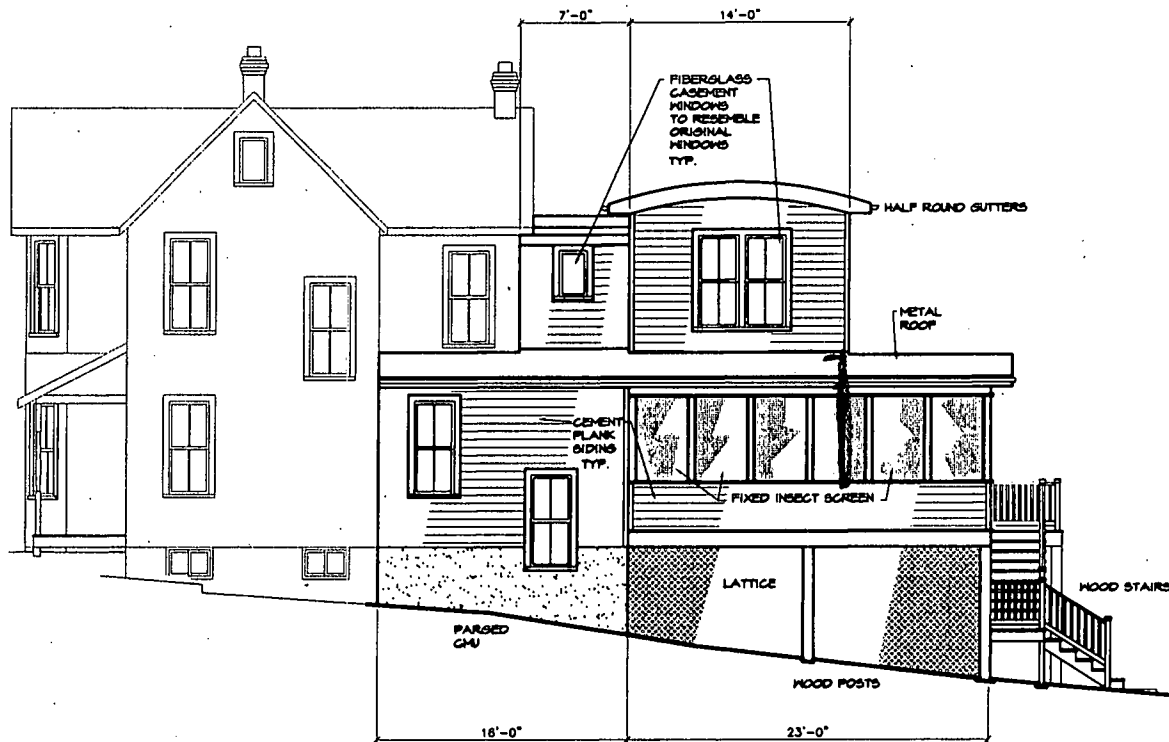 7'-0"
14'-0"
FIBERGLASS
CASEMENT
WINDOWS
TO RESEMBLE
ORIGINAL
WINDOWS
TYP.
HALF ROUND GUTTERS
METAL
ROOF
CEMENT
PLANK
SIDING
TYP.
FIXED INSECT SCREEN
LATTICE
WOOD STAIRS
PARGED
CMU
WOOD POSTS
16'-0"
23'-0"